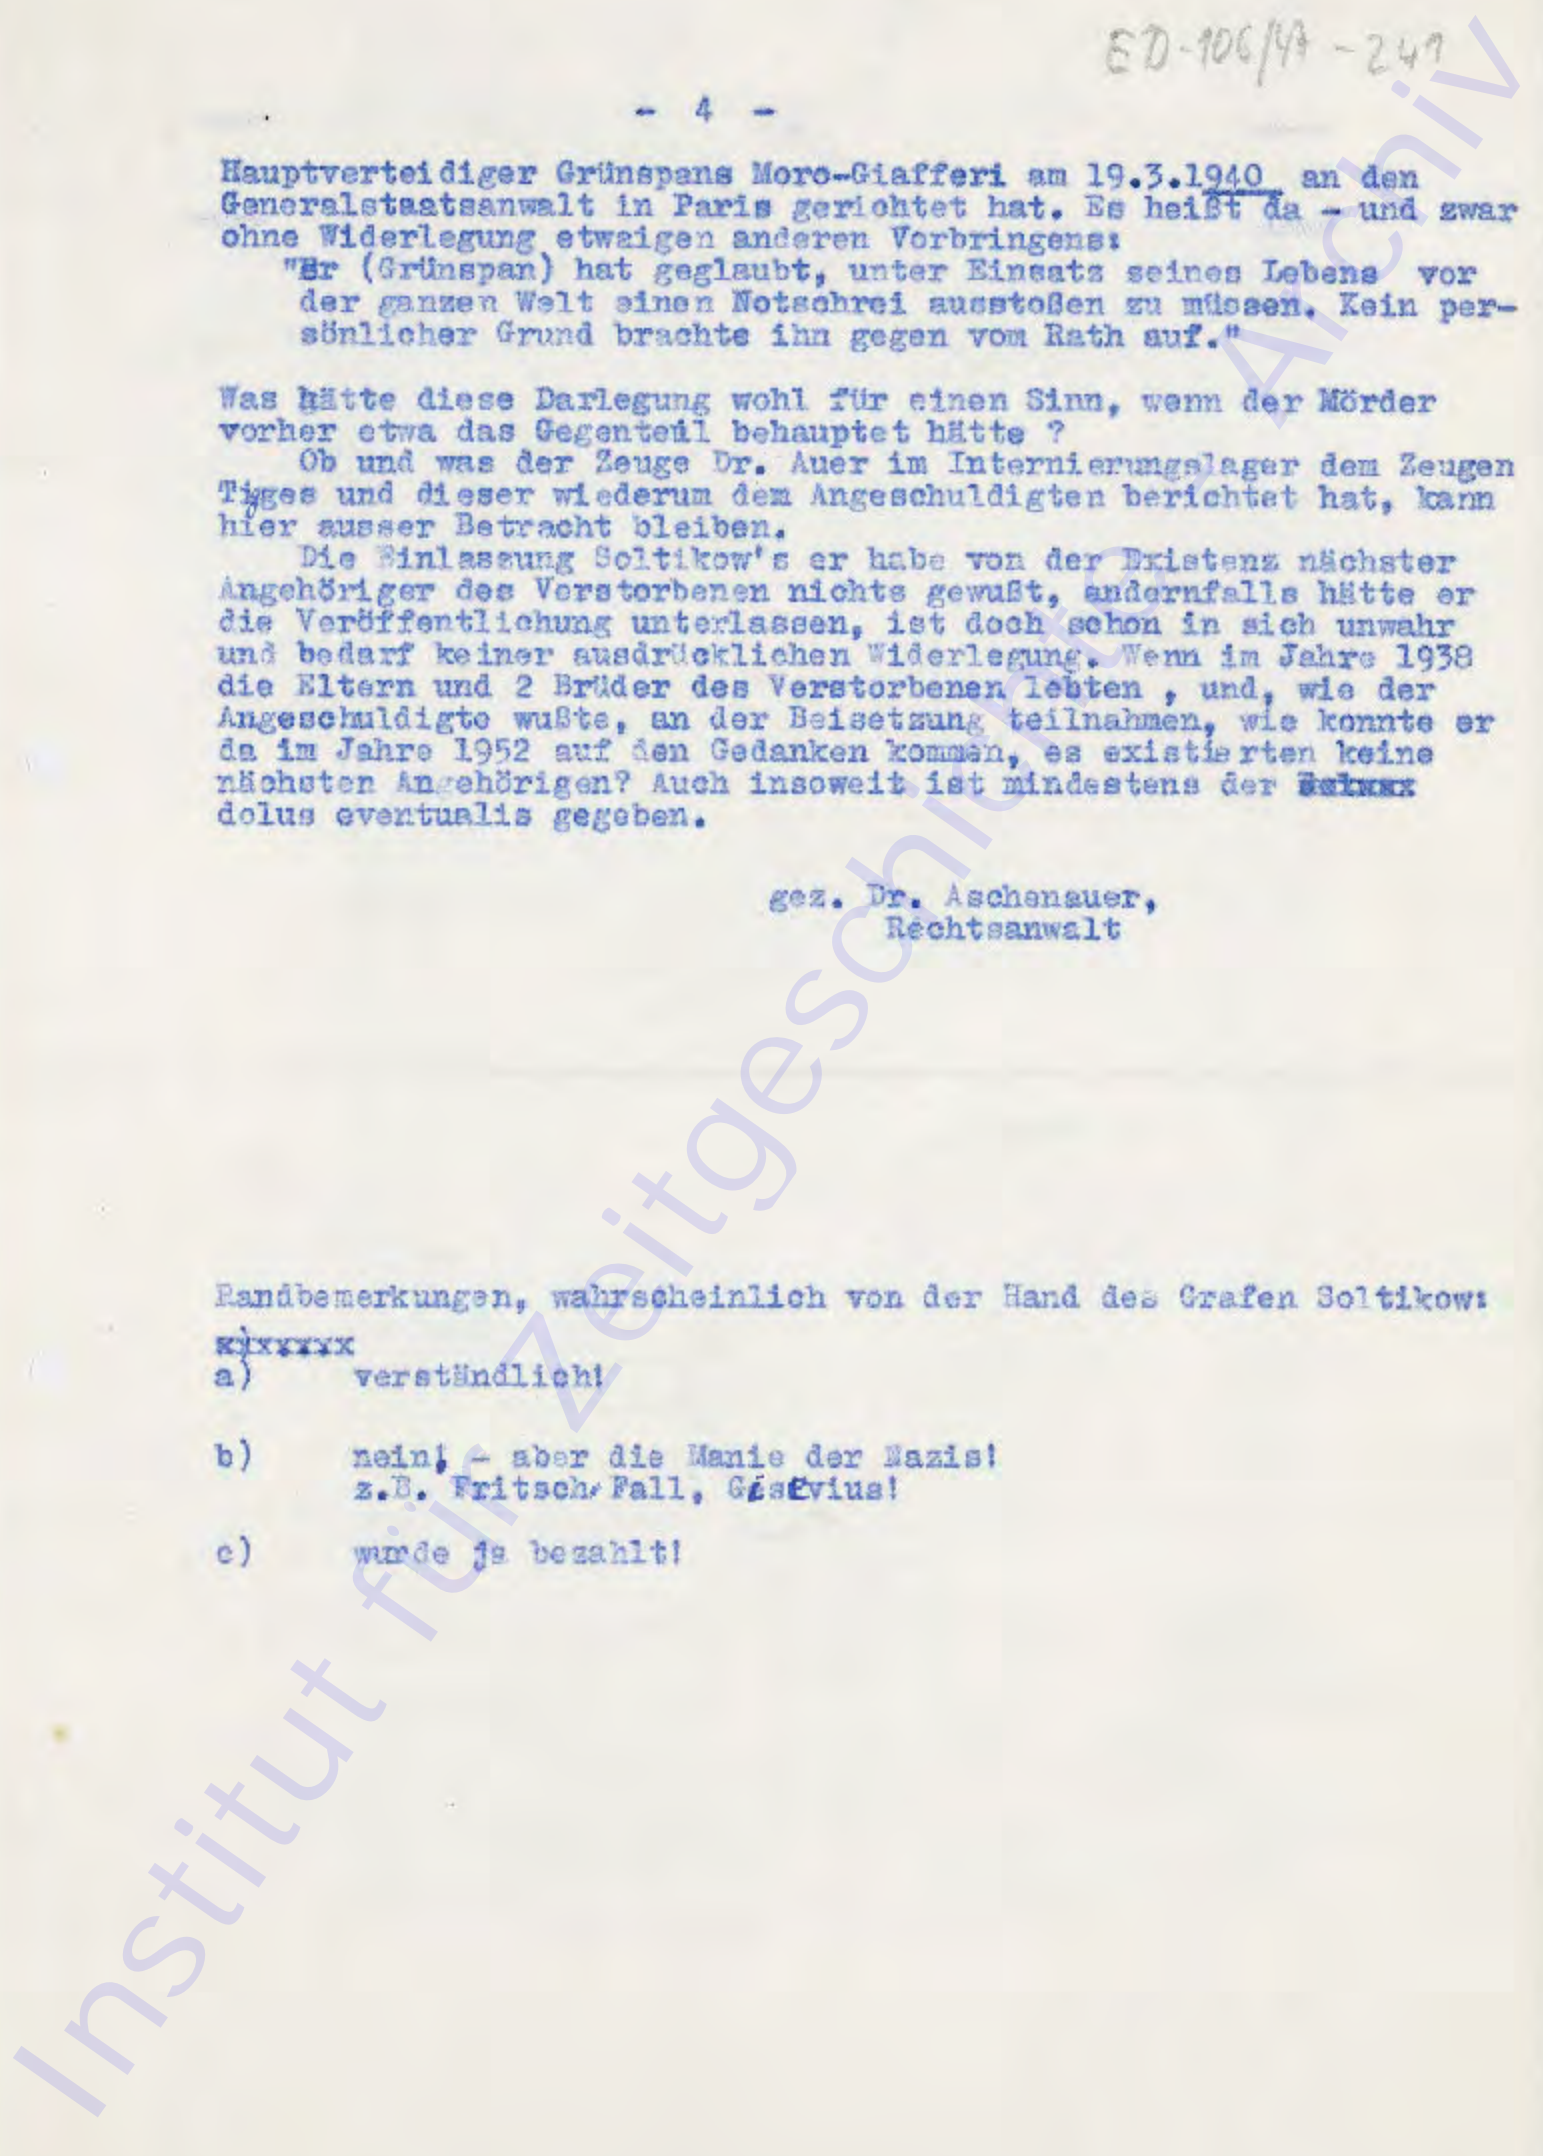 ED-106/47-241
- 4 -
Hauptverteidiger Grünspans Moro-Giafferi am 19.3.1940 an den
Generalstaatsanwalt in Paris gerichtet hat. Es heißt da - und zwar
ohne Widerlegung etwaigen anderen Vorbringens:
"Er (Grünspan) hat geglaubt, unter Einsatz seines Lebens vor
der ganzen Welt einen Notschrei ausstoßen zu müssen. Kein per-
sönlicher Grund brachte ihn gegen vom Rath auf."
Was hätte diese Darlegung wohl für einen Sinn, wenn der Mörder
vorher etwa das Gegenteil behauptet hätte ?
Ob und was der Zeuge Dr. Auer im Internierungslager dem Zeugen
Tigges und dieser wiederum dem Angeschuldigten berichtet hat, kann
hier ausser Betracht bleiben.
Die Einlassung Soltikow's er habe von der Existenz nächster
Angehöriger des Verstorbenen nichts gewußt, andernfalls hätte er
die Veröffentlichung unterlassen, ist doch schon in sich unwahr
und bedarf keiner ausdrücklichen Widerlegung. Wenn im Jahre 1938
die Eltern und 2 Brüder des Verstorbenen lebten , und, wie der
Angeschuldigte wußte, an der Beisetzung teilnahmen, wie konnte er
da im Jahre 1952 auf den Gedanken kommen, es existierten keine
nächsten Angehörigen? Auch insoweit ist mindestens der
dolus eventualis gegeben.
gez. Dr. Aschenauer,
Rechtsanwalt
Randbemerkungen, wahrscheinlich von der Hand des Grafen Soltikow:
a) verständlich!
b) nein! - aber die Manie der Nazis!
z.B. Fritsch-Fall, Gisevius!
c) wurde ja bezahlt!
Institut für Zeitgeschichte - Archiv